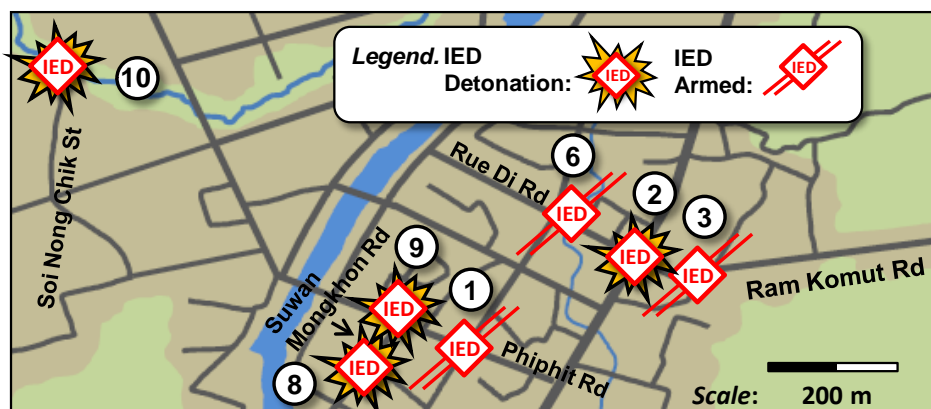 Legend. IED
Detonation:
IED
IED
Armed:
IED
IED
10
Soi Nong Chik St
Rue Di Rd
6
IED
2
IED
3
IED
Ram Komut Rd
Suwan
Mongkhon Rd
9
IED
1
IED
Phiphit Rd
8
IED
Scale: 200 m